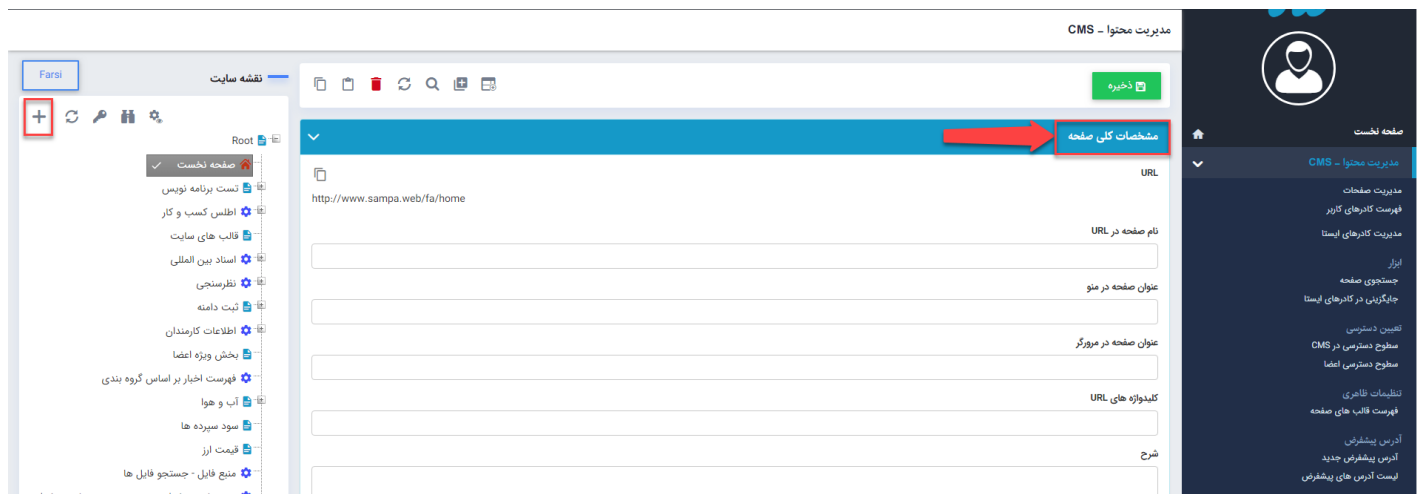 مدیریت محتوا - CMS
صفحه نخست
مدیریت محتوا - CMS
مدیریت صفحات
فهرست کادرهای کاربر
مدیریت کادرهای ایستا
ابزار
جستجوی صفحه
جایگزینی در کادرهای ایستا
تعیین دسترسی
سطوح دسترسی در CMS
سطوح دسترسی اعضا
تنظیمات ظاهری
فهرست قالب های صفحه
آدرس پیشفرض
آدرس پیشفرض جدید
لیست آدرس های پیشفرض
ذخیره
مشخصات کلی صفحه
URL
http://www.sampa.web/fa/home
نام صفحه در URL
عنوان صفحه در منو
عنوان صفحه در مرورگر
کلیدواژه های URL
شرح
نقشه سایت
Farsi
Root
صفحه نخست
تست برنامه نویس
اطلس کسب و کار
قالب های سایت
اسناد بین المللی
نظرسنجی
ثبت دامنه
اطلاعات کارمندان
بخش ویژه اعضا
فهرست اخبار بر اساس گروه بندی
آب و هوا
سود سپرده ها
قیمت ارز
منبع فایل - جستجو فایل ها